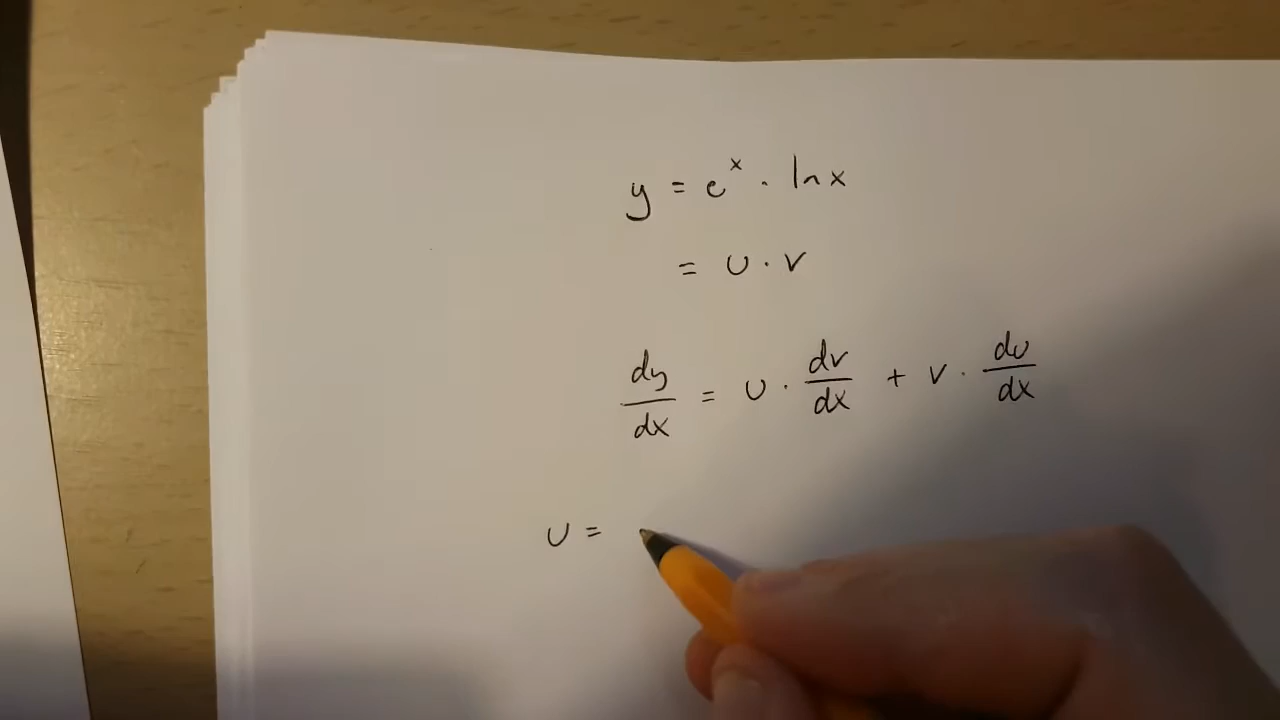 y = e^x · ln x
= u · v
dy/dx = u · dv/dx + v · du/dx
u =